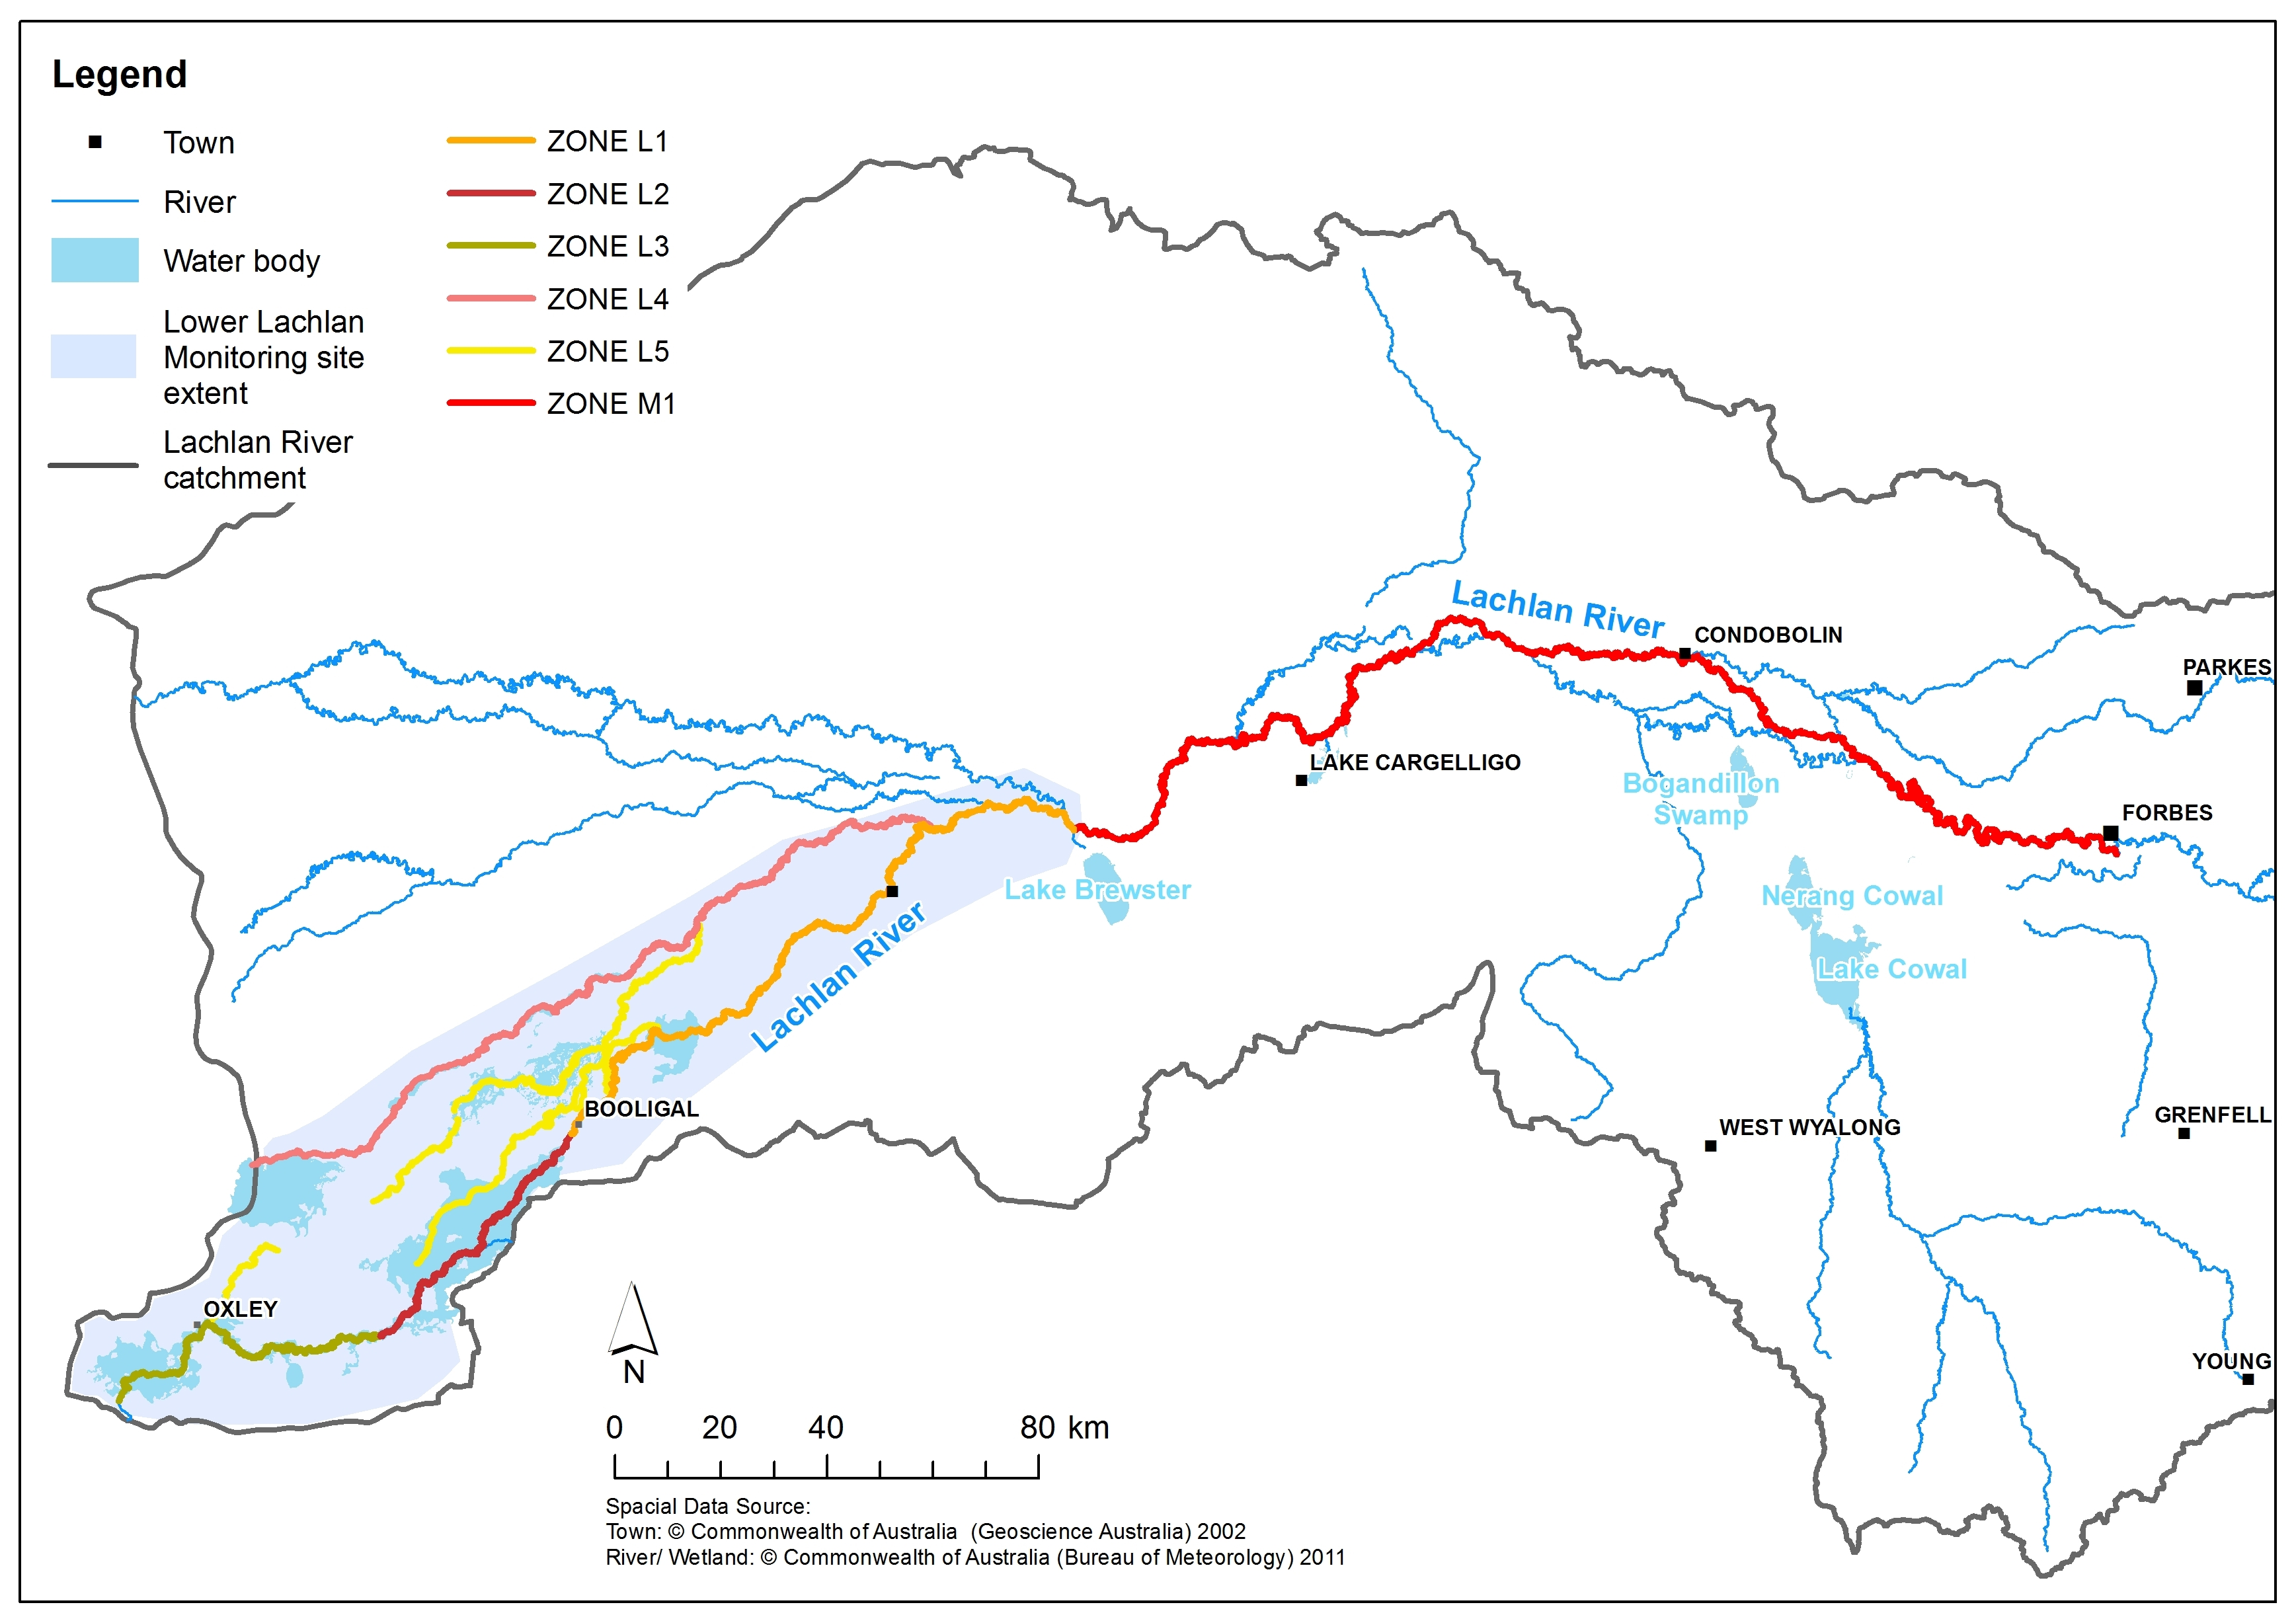 Legend
Town
River
Water body
Lower Lachlan
Monitoring site
extent
Lachlan River
catchment
ZONE L1
ZONE L2
ZONE L3
ZONE L4
ZONE L5
ZONE M1
Lachlan River
CONDOBOLIN
PARKES
LAKE CARGELLIGO
Bogandillon
Swamp
FORBES
Lake Brewster
Nerang Cowal
Lachlan River
Lake Cowal
BOOLIGAL
WEST WYALONG
GRENFELL
OXLEY
YOUNG
N
0 20 40 80 km
Spacial Data Source:
Town: © Commonwealth of Australia (Geoscience Australia) 2002
River/ Wetland: © Commonwealth of Australia (Bureau of Meteorology) 2011